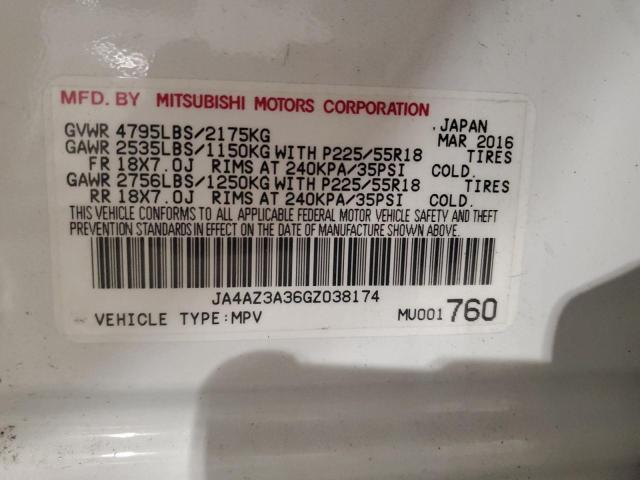 MFD. BY MITSUBISHI MOTORS CORPORATION
GVWR 4795LBS/2175KG , JAPAN
GAWR 2535LBS/1150KG WITH P225/55R18 MAR 2016 TIRES
FR 18X7.0J RIMS AT 240KPA/35PSI COLD.
GAWR 2756LBS/1250KG WITH P225/55R18 TIRES
RR 18X7.0J RIMS AT 240KPA/35PSI COLD.
THIS VEHICLE CONFORMS TO ALL APPLICABLE FEDERAL MOTOR VEHICLE SAFETY AND THEFT
PREVENTION STANDARDS IN EFFECT ON THE DATE OF MANUFACTURE SHOWN ABOVE.
JA4AZ3A36GZ038174
VEHICLE TYPE:MPV MU001760